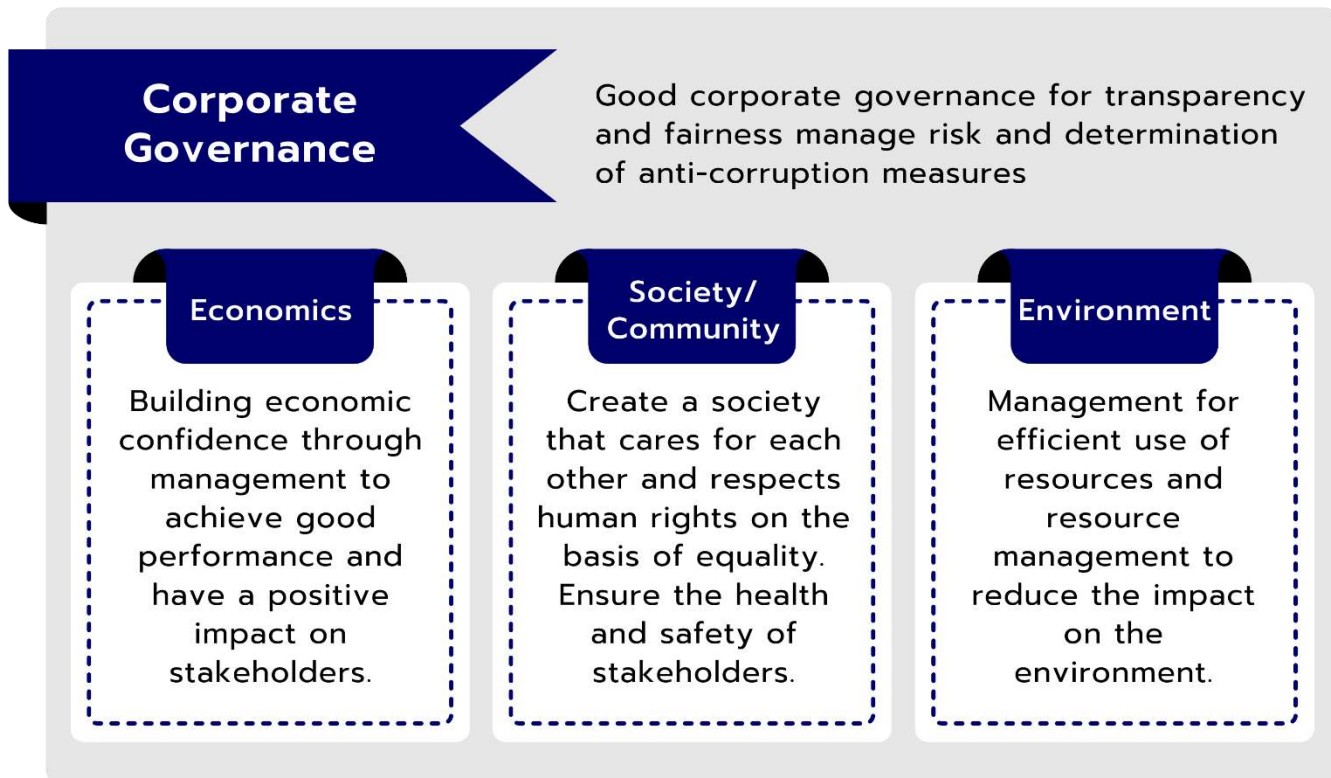 Corporate
Governance
Good corporate governance for transparency
and fairness manage risk and determination
of anti-corruption measures
Economics
Building economic
confidence through
management to
achieve good
performance and
have a positive
impact on
stakeholders.
Society/
Community
Create a society
that cares for each
other and respects
human rights on the
basis of equality.
Ensure the health
and safety of
stakeholders.
Environment
Management for
efficient use of
resources and
resource
management to
reduce the impact
on the
environment.